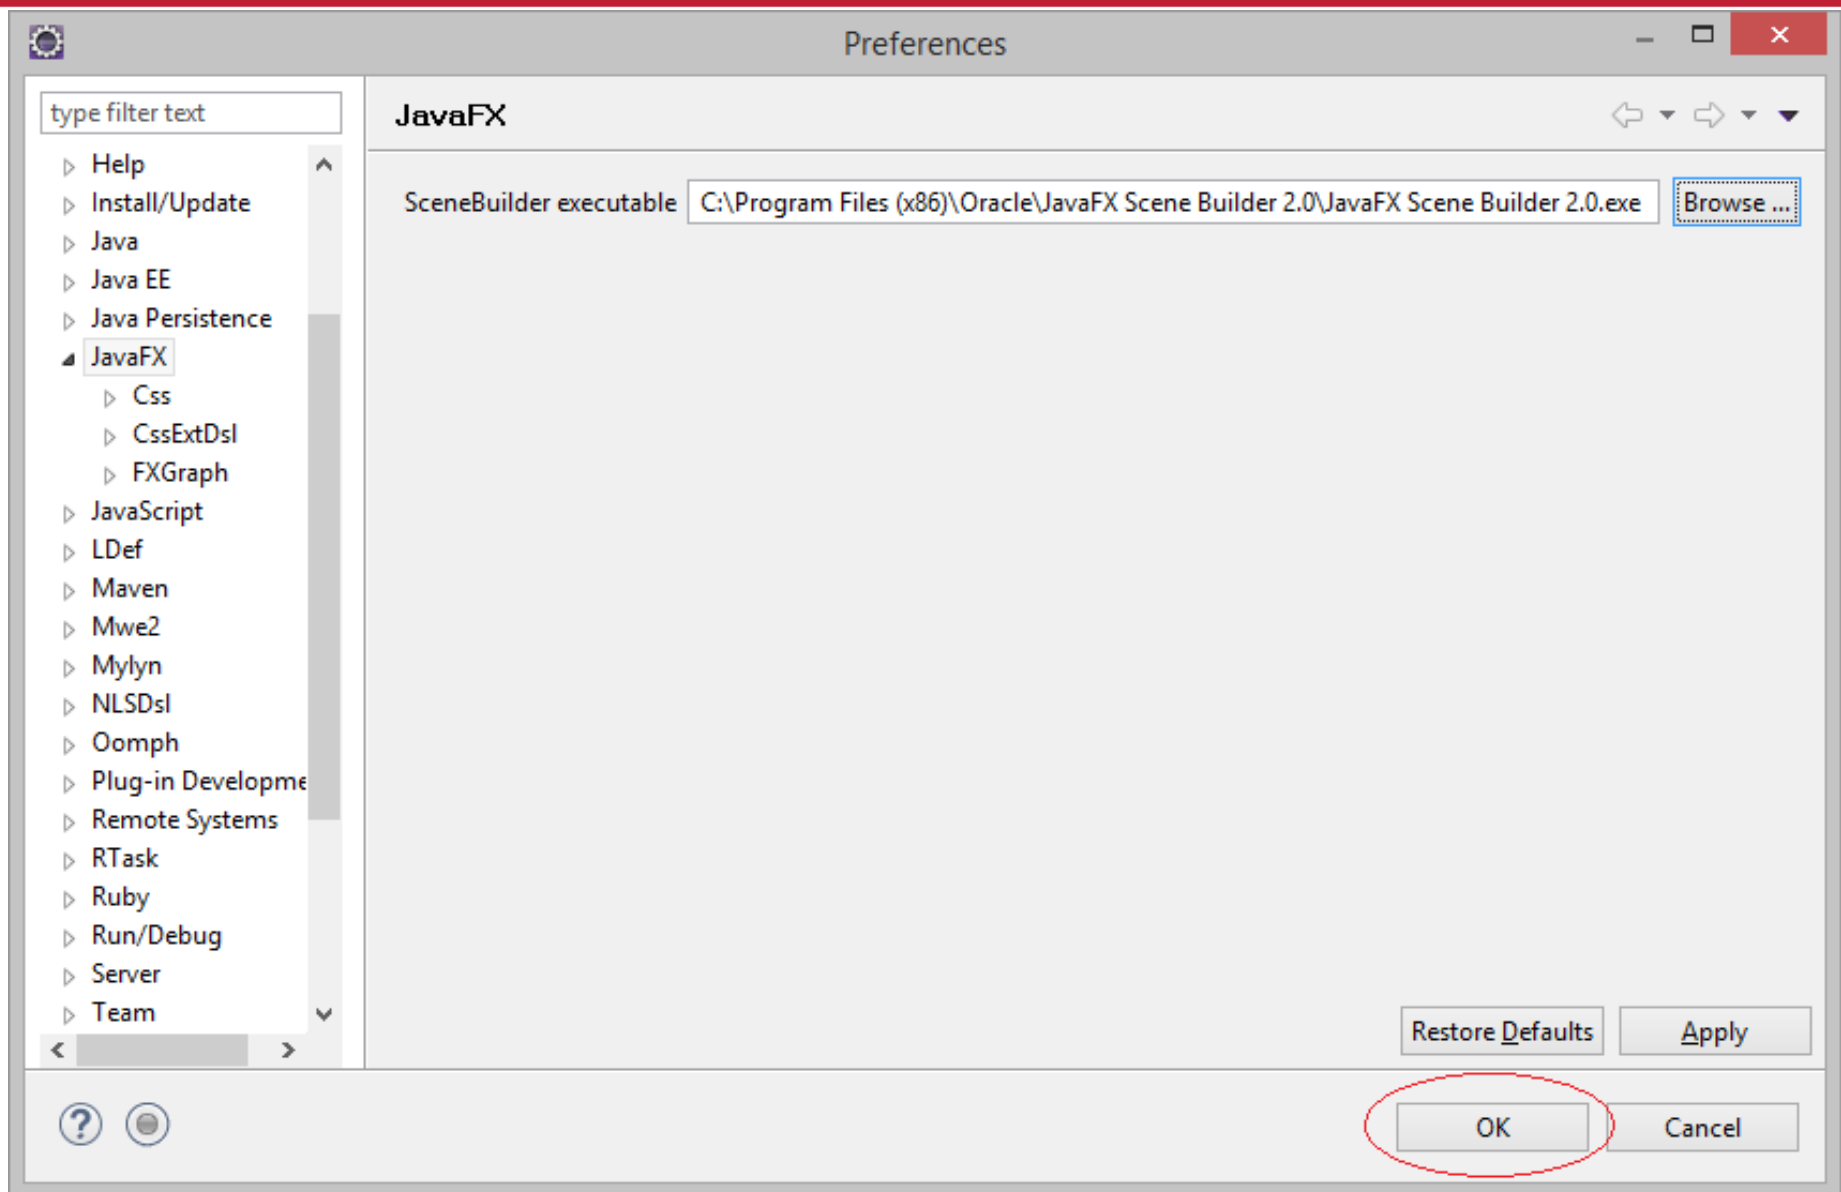 Preferences
type filter text
Help
Install/Update
Java
Java EE
Java Persistence
JavaFX
Css
CssExtDsl
FXGraph
JavaScript
LDef
Maven
Mwe2
Mylyn
NLSDsl
Oomph
Plug-in Developme
Remote Systems
RTask
Ruby
Run/Debug
Server
Team
JavaFX
SceneBuilder executable C:\Program Files (x86)\Oracle\JavaFX Scene Builder 2.0\JavaFX Scene Builder 2.0.exe Browse ...
Restore Defaults Apply
OK Cancel